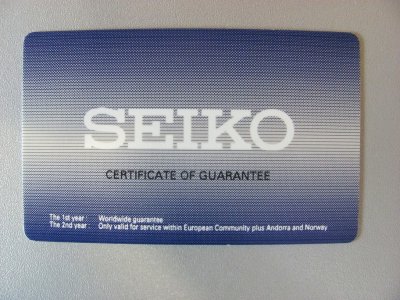 SEIKO
CERTIFICATE OF GUARANTEE
The 1st year : Worldwide guarantee
The 2nd year : Only valid for service within European Community plus Andorra and Norway